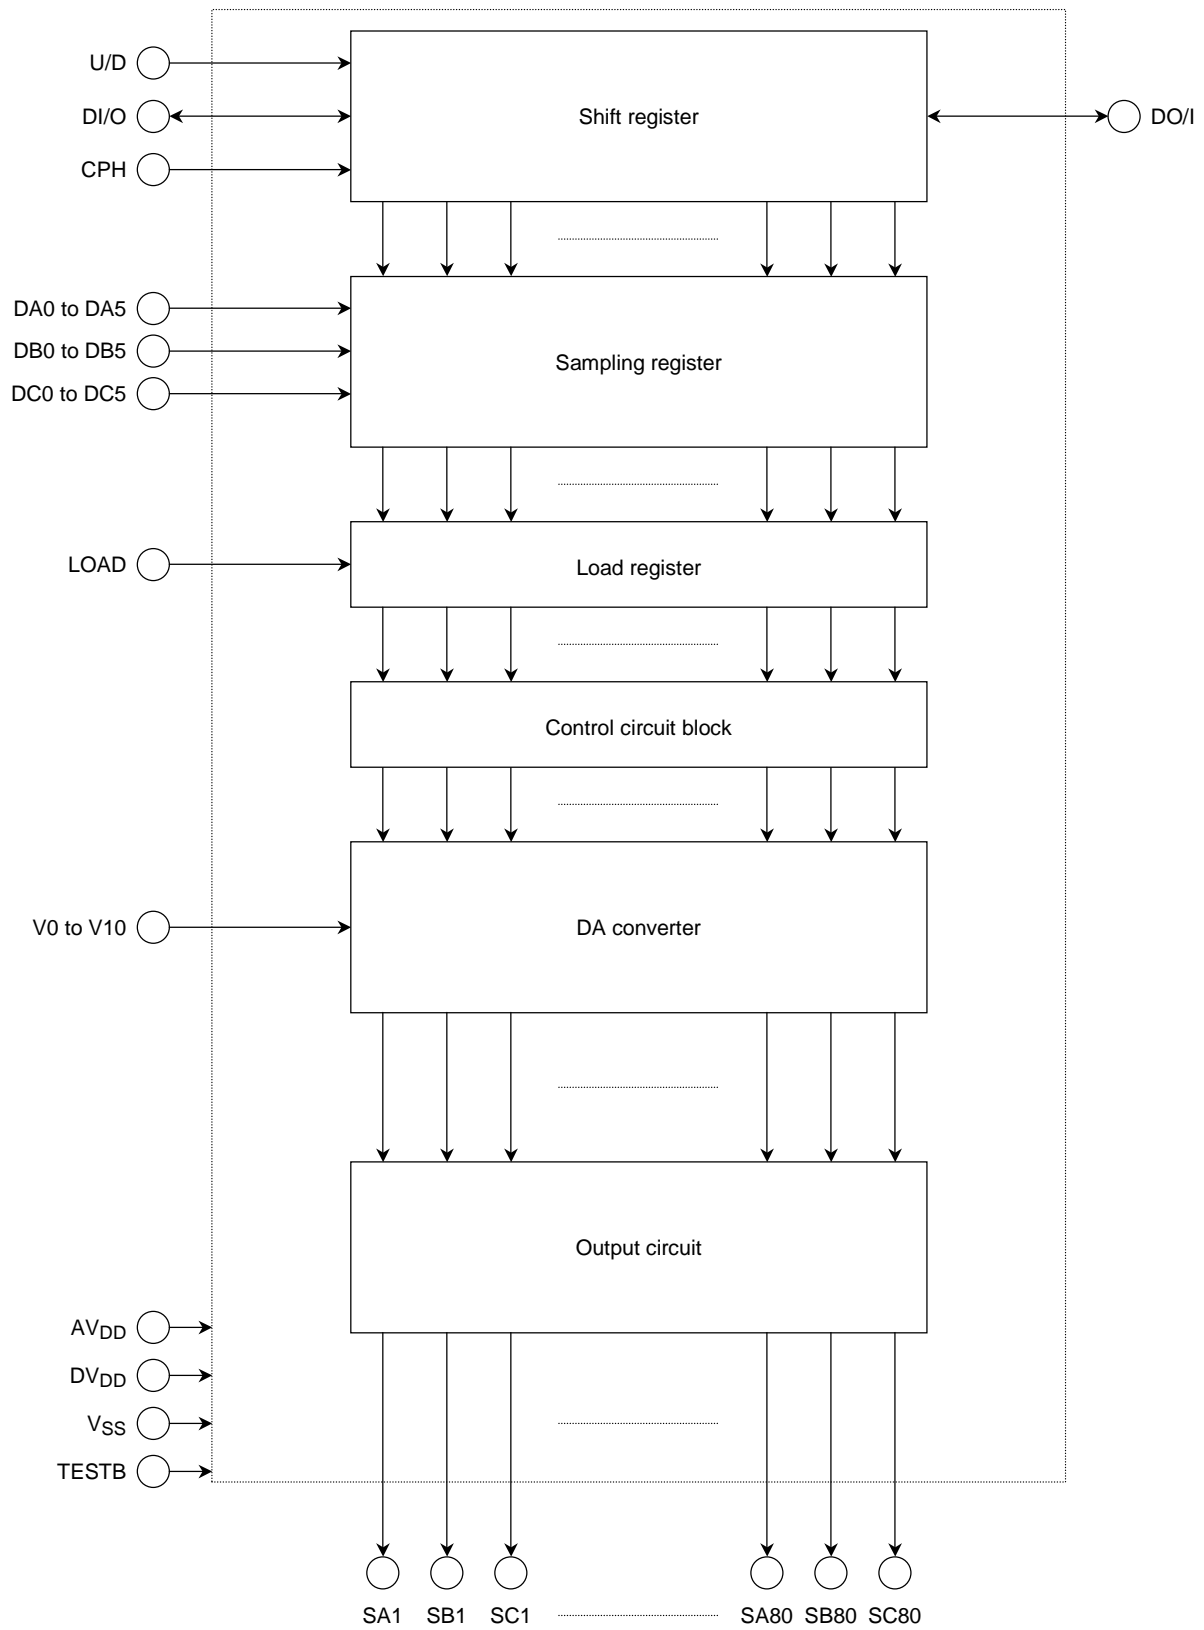 U/D
DI/O
Shift register
DO/I
CPH
DA0 to DA5
DB0 to DB5
Sampling register
DC0 to DC5
LOAD
Load register
Control circuit block
V0 to V10
DA converter
Output circuit
AVDD
DVDD
VSS
TESTB
SA1 SB1 SC1 SA80 SB80 SC80